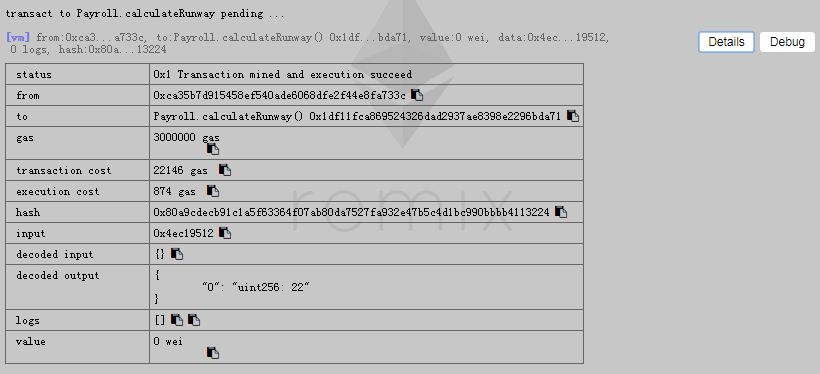 transact to Payroll.calculateRunway pending ...
[vm] from:0xca3...a733c, to:Payroll.calculateRunway() 0x1df...bda71, value:0 wei, data:0x4ec...19512,
0 logs, hash:0x80a...13224
Details Debug
status 0x1 Transaction mined and execution succeed
from 0xca35b7d915458ef540ade6068dfe2f44e8fa733c
to Payroll.calculateRunway() 0x1df11fca869524326dad2937ae8398e2296bda71
gas 3000000 gas
transaction cost 22146 gas
execution cost 874 gas
hash 0x80a9cdecb91c1a5f63364f07ab80da7527fa932e47b5c4d1bc990bbbb4113224
input 0x4ec19512
decoded input {}
decoded output {
"0": "uint256: 22"
}
logs []
value 0 wei
remix